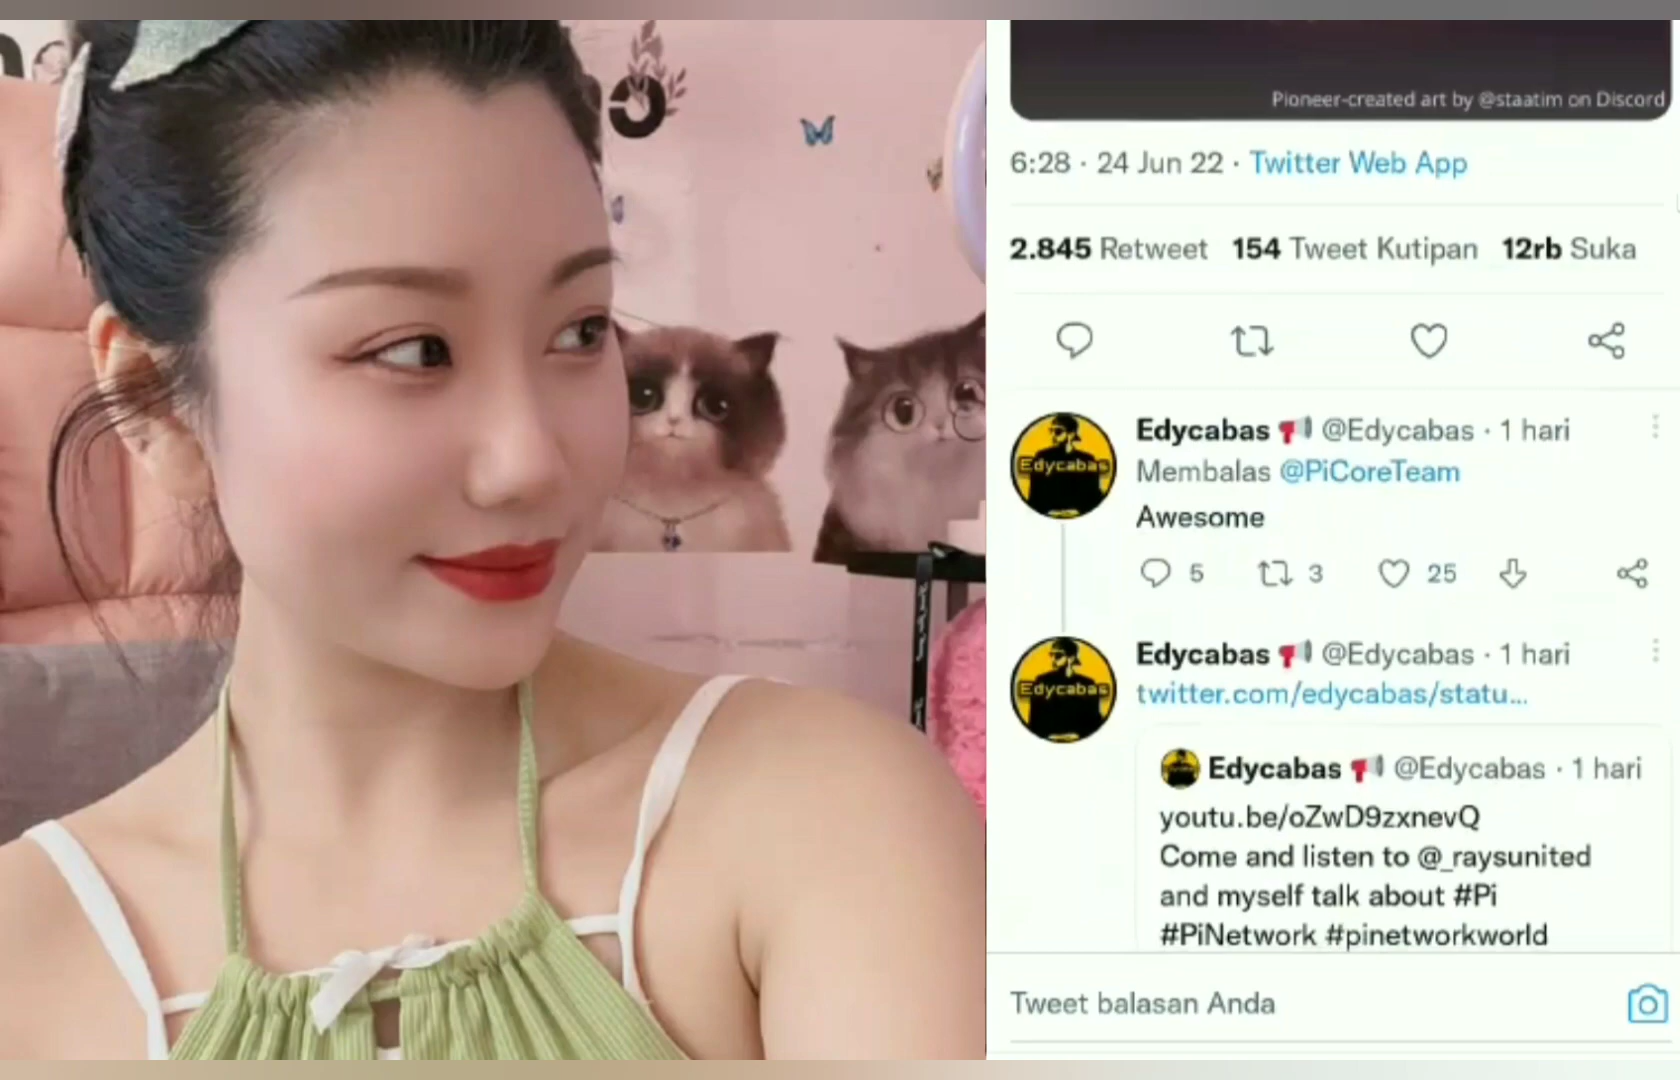 Pioneer-created art by @staatim on Discord
6:28 · 24 Jun 22 · Twitter Web App
2.845 Retweet 154 Tweet Kutipan 12rb Suka
Edycabas @Edycabas · 1 hari
Edycabas
Membalas @PiCoreTeam
Awesome
5 3 25
Edycabas @Edycabas · 1 hari
Edycabas
twitter.com/edycabas/statu...
Edycabas @Edycabas · 1 hari
youtu.be/oZwD9zxnevQ
Come and listen to @_raysunited
and myself talk about #Pi
#PiNetwork #pinetworkworld
Tweet balasan Anda